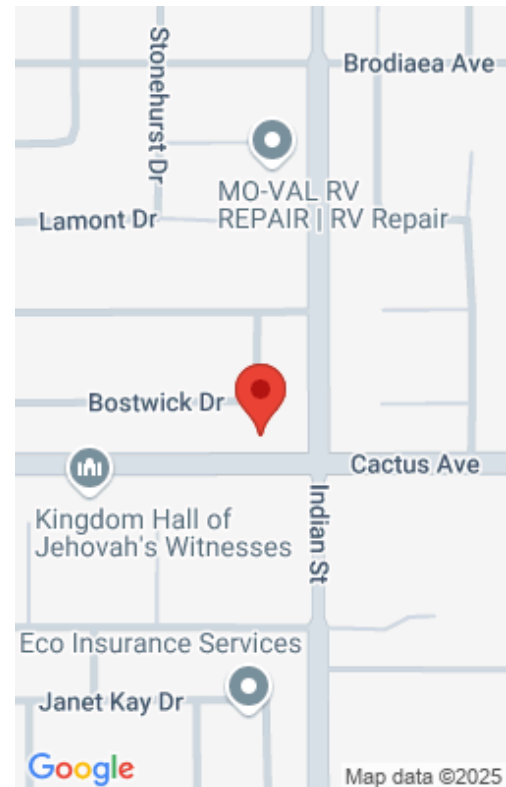 Stonehurst Dr
Brodiaea Ave
MO-VAL RV
REPAIR | RV Repair
Lamont Dr
Bostwick Dr
Cactus Ave
Kingdom Hall of
Jehovah's Witnesses
Indian St
Eco Insurance Services
Janet Kay Dr
Google
Map data ©2025